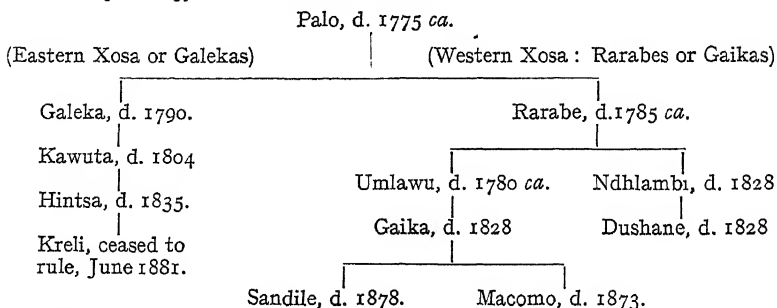 Palo, d. 1775 ca.
(Eastern Xosa or Galekas) (Western Xosa : Rarabes or Gaikas)
Galeka, d. 1790. Rarabe, d.1785 ca.
Kawuta, d. 1804
Umlawu, d. 1780 ca. Ndhlambi, d. 1828
Hintsa, d. 1835.
Gaika, d. 1828 Dushane, d. 1828
Kreli, ceased to
rule, June 1881.
Sandile, d. 1878. Macomo, d. 1873.